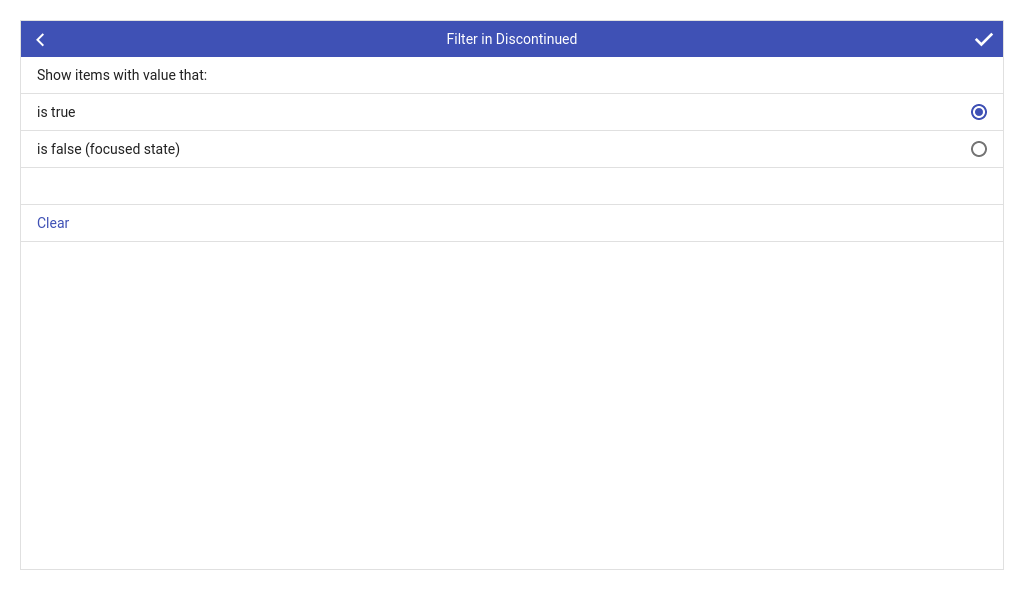 Filter in Discontinued
Show items with value that:
is true
is false (focused state)
Clear